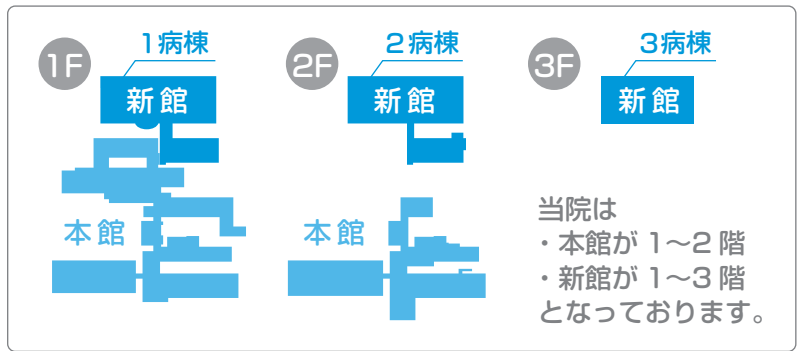 1F
1病棟
新館
本館
2F
2病棟
新館
本館
3F
3病棟
新館
当院は
・本館が 1～2 階
・新館が 1～3 階
となっております。